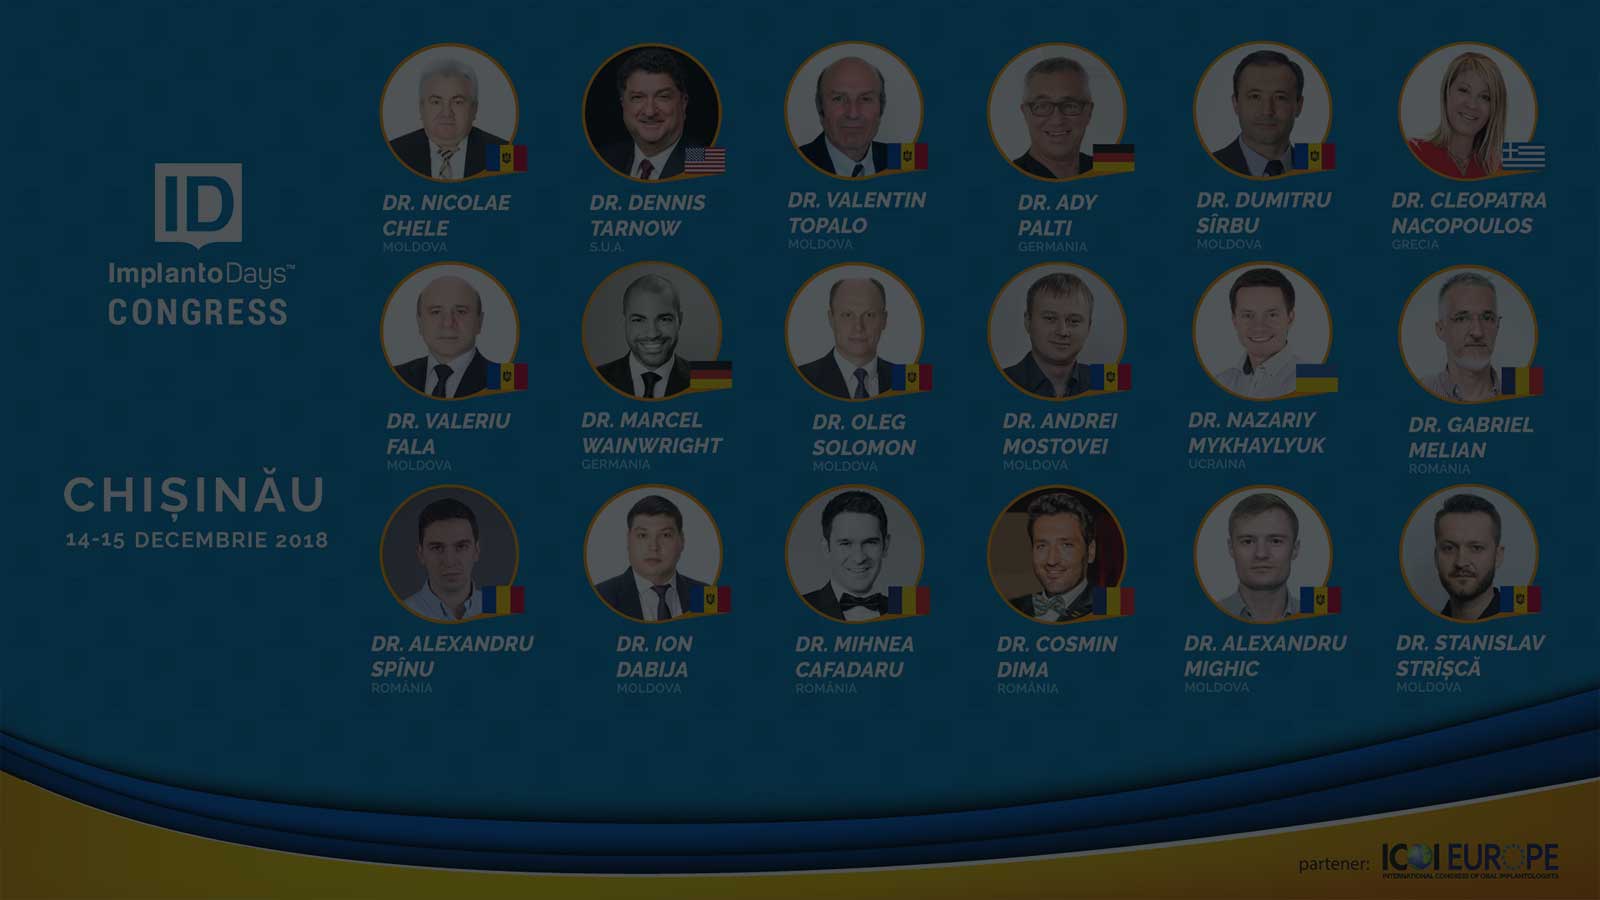 ID
ImplantoDays™
CONGRESS
CHIȘINĂU
14-15 DECEMBRIE 2018
DR. NICOLAE
CHELE
MOLDOVA
DR. DENNIS
TARNOW
S.U.A.
DR. VALENTIN
TOPALO
MOLDOVA
DR. ADY
PALTI
GERMANIA
DR. DUMITRU
SÎRBU
MOLDOVA
DR. CLEOPATRA
NACOPOULOS
GRECIA
DR. VALERIU
FALA
MOLDOVA
DR. MARCEL
WAINWRIGHT
GERMANIA
DR. OLEG
SOLOMON
MOLDOVA
DR. ANDREI
MOSTOVEI
MOLDOVA
DR. NAZARIY
MYKHAYLYUK
UCRAINA
DR. GABRIEL
MELIAN
ROMÂNIA
DR. ALEXANDRU
SPÎNU
ROMÂNIA
DR. ION
DABIJA
MOLDOVA
DR. MIHNEA
CAFADARU
ROMÂNIA
DR. COSMIN
DIMA
ROMÂNIA
DR. ALEXANDRU
MIGHIC
MOLDOVA
DR. STANISLAV
STRÎȘCĂ
MOLDOVA
partener: ICOI EUROPE
INTERNATIONAL CONGRESS OF ORAL IMPLANTOLOGISTS